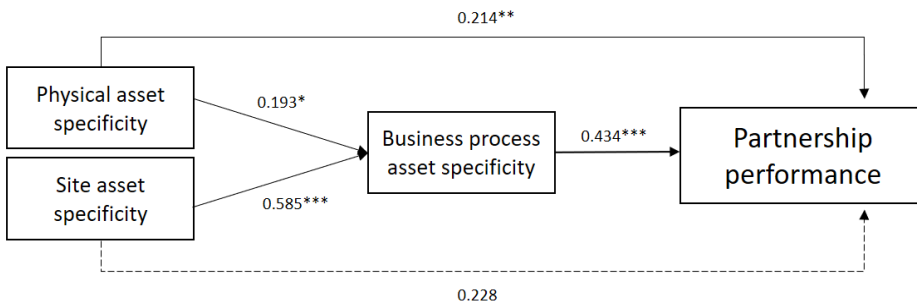 0.214**
Physical asset
specificity
0.193*
Business process
asset specificity
0.434***
Partnership
performance
Site asset
specificity
0.585***
0.228